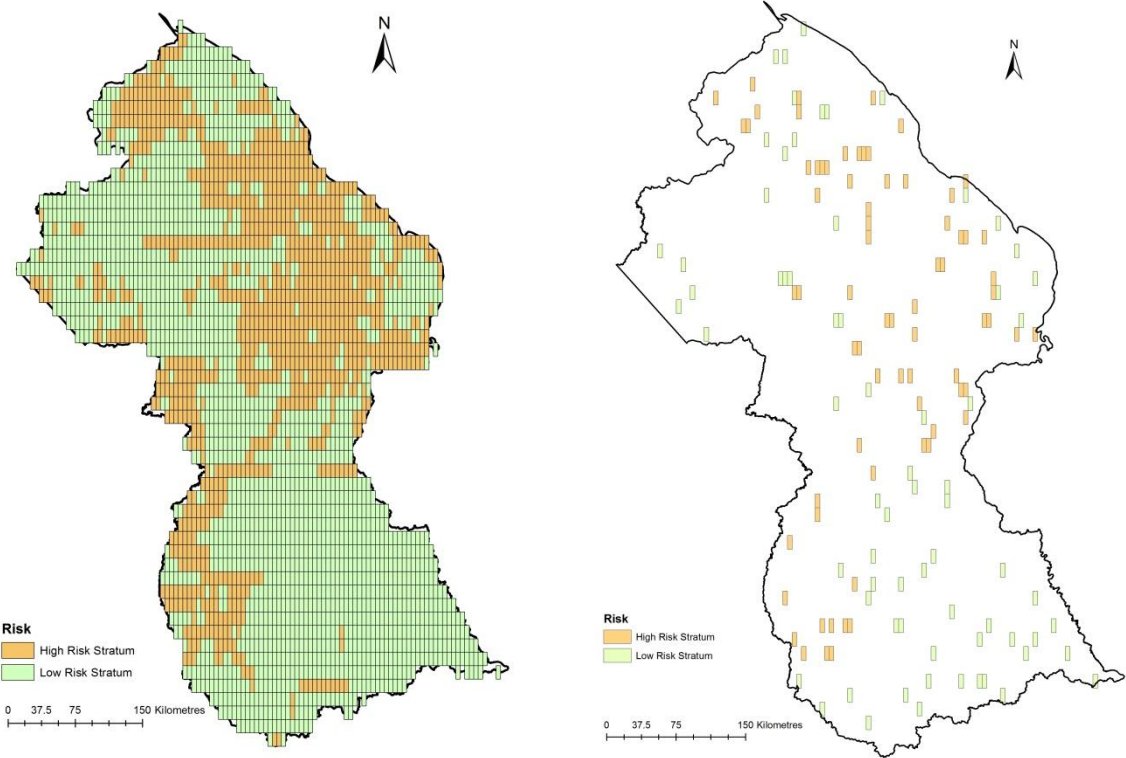 N
Risk
High Risk Stratum
Low Risk Stratum
0 37.5 75 150 Kilometres
N
Risk
High Risk Stratum
Low Risk Stratum
0 37.5 75 150 Kilometres